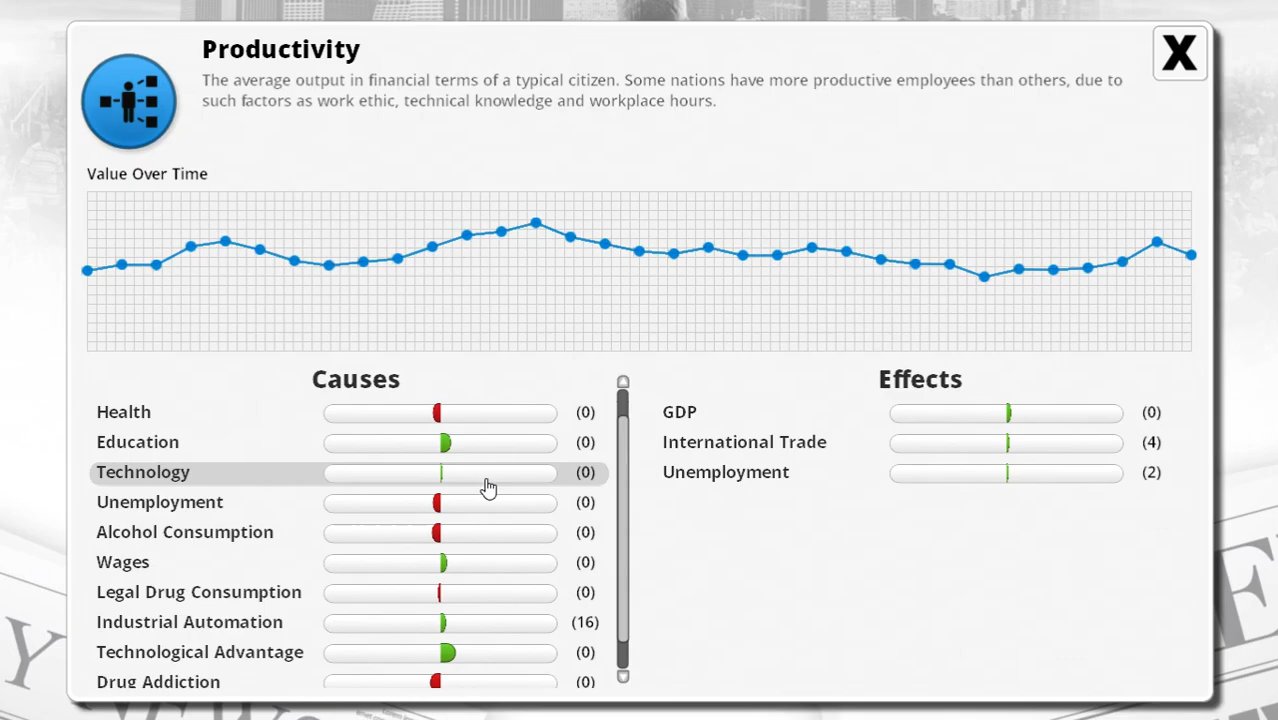 Productivity
X
The average output in financial terms of a typical citizen. Some nations have more productive employees than others, due to
such factors as work ethic, technical knowledge and workplace hours.
Value Over Time
Causes
Effects
Health (0)
GDP (0)
Education (0)
International Trade (4)
Technology (0)
Unemployment (2)
Unemployment (0)
Alcohol Consumption (0)
Wages (0)
Legal Drug Consumption (0)
Industrial Automation (16)
Technological Advantage (0)
Drug Addiction (0)